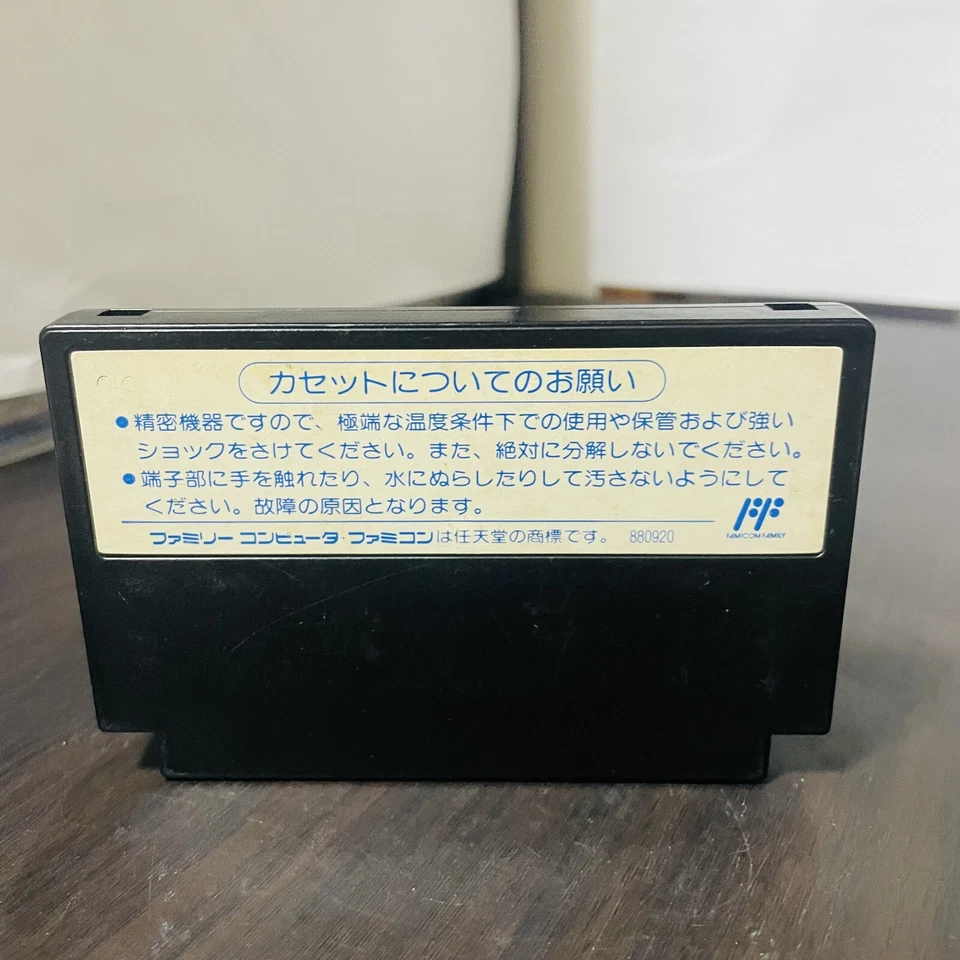 カセットについてのお願い
●精密機器ですので、極端な温度条件下での使用や保管および強い
ショックをさけてください。また、絶対に分解しないでください。
●端子部に手を触れたり、水にぬらしたりして汚さないようにして
ください。故障の原因となります。
ファミリー コンピュータ・ファミコンは任天堂の商標です。 880920
FAMICOM FAMILY